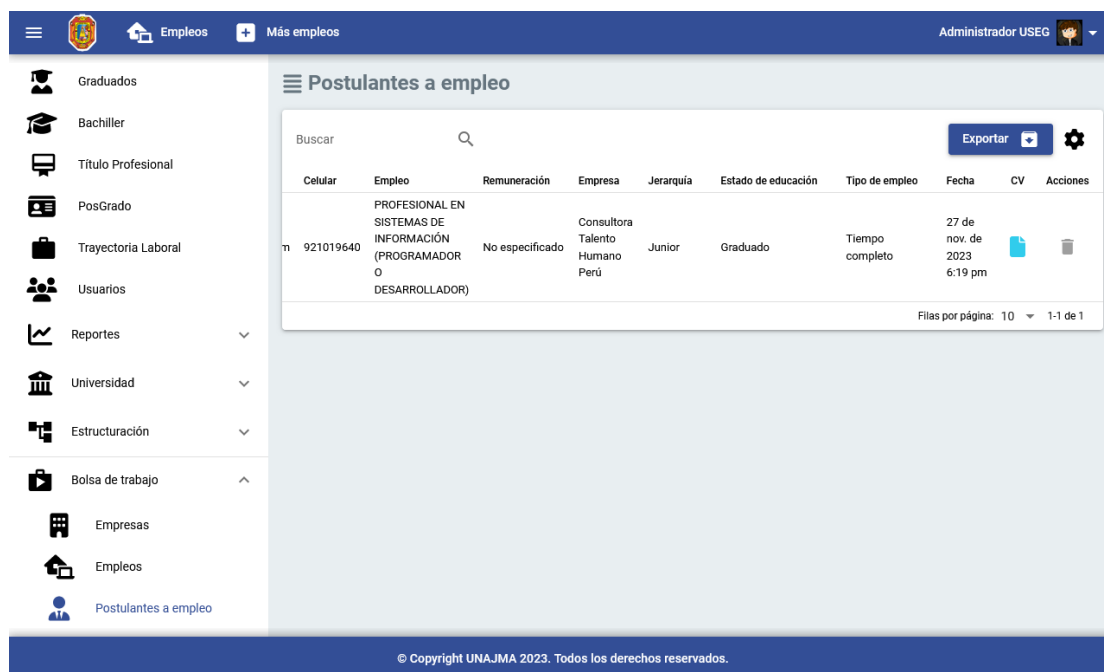 Empleos
Más empleos
Administrador USEG
Graduados
Bachiller
Título Profesional
PosGrado
Trayectoria Laboral
Usuarios
Reportes
Universidad
Estructuración
Bolsa de trabajo
Empresas
Empleos
Postulantes a empleo
Postulantes a empleo
Buscar
Exportar
Celular Empleo Remuneración Empresa Jerarquía Estado de educación Tipo de empleo Fecha CV Acciones
m
921019640
PROFESIONAL EN
SISTEMAS DE
INFORMACIÓN
(PROGRAMADOR
O
DESARROLLADOR)
No especificado
Consultora
Talento
Humano
Perú
Junior
Graduado
Tiempo
completo
27 de
nov. de
2023
6:19 pm
Filas por página: 10 1-1 de 1
© Copyright UNAJMA 2023. Todos los derechos reservados.